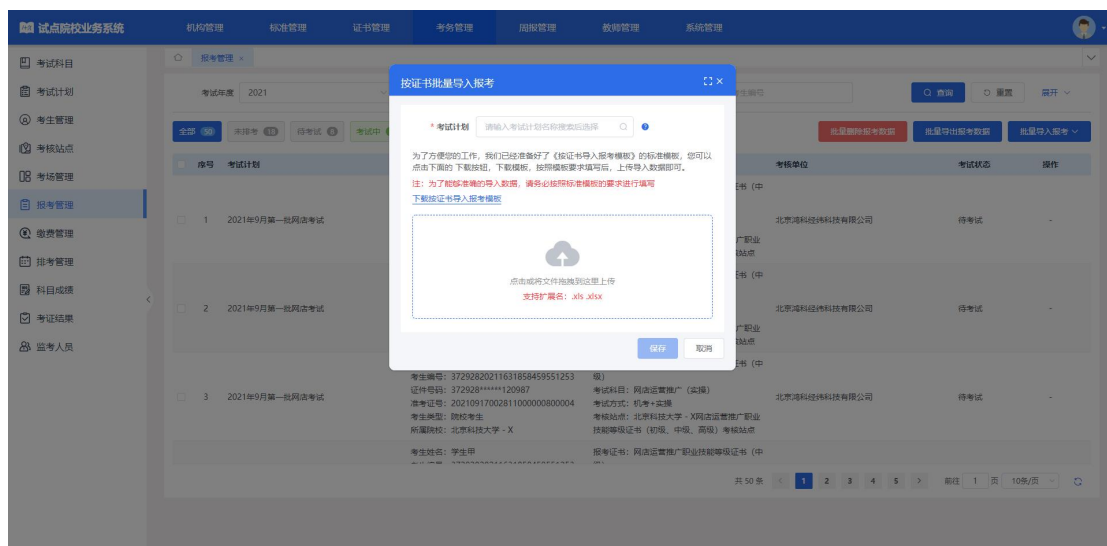 试点院校业务系统
机构管理 标准管理 证书管理 考务管理 周报管理 教师管理 系统管理
考试科目
考试计划
考生管理
考核站点
考场管理
报考管理
缴费管理
排考管理
科目成绩
考证结果
监考人员
报考管理 ×
考试年度 2021
查询 重置 展开
全部 50 未排考 待考试 考试中
批量删除报考数据 批量导出报考数据 批量导入报考
序号 考试计划 考核单位 考试状态 操作
按证书批量导入报考
* 考试计划 请输入考试计划名称搜索后选择
为了方便您的工作，我们已经准备好了《按证书导入报考模板》的标准模板，您可以
点击下面的 下载按钮，下载模板，按照模板要求填写后，上传导入数据即可。
注：为了能够准确的导入数据，请务必按照标准模板的要求进行填写
下载按证书导入报考模板
点击或将文件拖拽到这里上传
支持扩展名：.xls .xlsx
保存 取消
证书（中
1 2021年9月第一批网店考试 北京鸿科经纬科技有限公司 待考试 -
广职业
证书（中
2 2021年9月第一批网店考试 北京鸿科经纬科技有限公司 待考试 -
广职业
证书（中
考生编号：37292820211631858459551253 级）
证件号码：372928******120987 考试科目：网店运营推广（实操）
3 2021年9月第一批网店考试 北京鸿科经纬科技有限公司 待考试 -
准考证号：20210917002811000000800004 考试方式：机考+实操
考生类型：院校考生 考核站点：北京科技大学 - X网店运营推广职业
所属院校：北京科技大学 - X 技能等级证书（初级、中级、高级）考核站点
考生姓名：学生甲 报考证书：网店运营推广职业技能等级证书（中
共 50 条 1 2 3 4 5 前往 1 页 10条/页